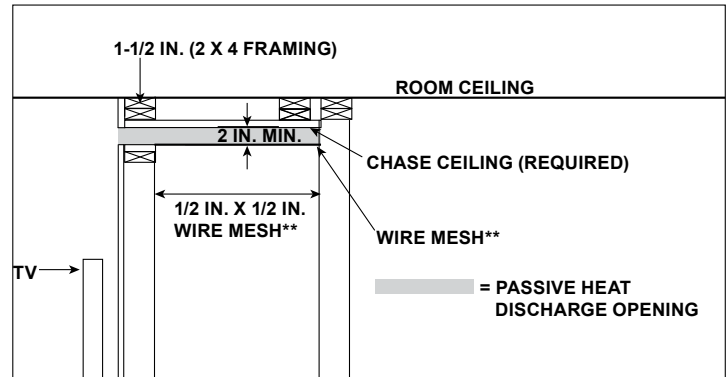 1-1/2 IN. (2 X 4 FRAMING)
ROOM CEILING
2 IN. MIN.
CHASE CEILING (REQUIRED)
1/2 IN. X 1/2 IN.
WIRE MESH**
WIRE MESH**
TV
= PASSIVE HEAT
DISCHARGE OPENING